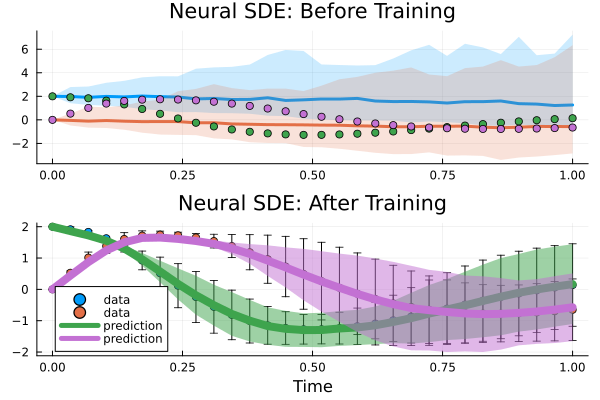 Neural SDE: Before Training
6
4
2
0
−2
0.00 0.25 0.50 0.75 1.00
Neural SDE: After Training
2
1
0
−1
−2
data
data
prediction
prediction
0.00 0.25 0.50 0.75 1.00
Time